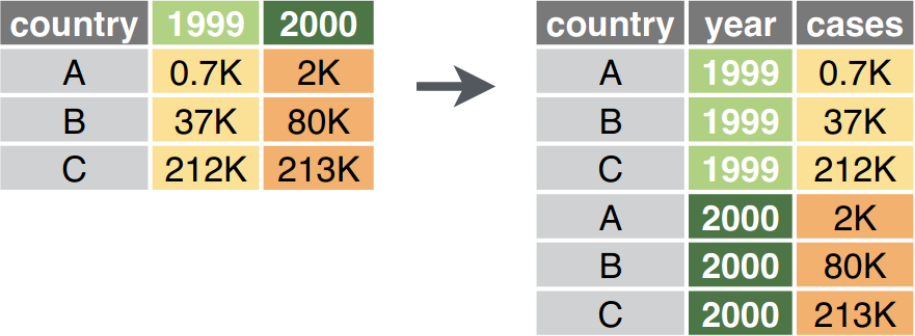 country 1999 2000
A 0.7K 2K
B 37K 80K
C 212K 213K
country year cases
A 1999 0.7K
B 1999 37K
C 1999 212K
A 2000 2K
B 2000 80K
C 2000 213K